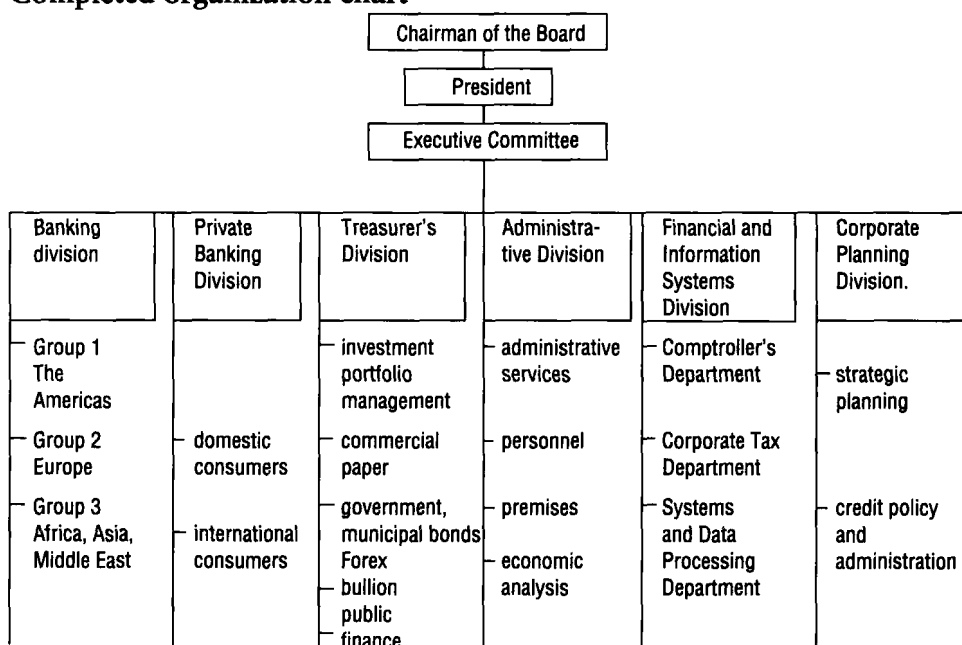 Completed organization chart
Chairman of the Board
President
Executive Committee
Banking
division
Group 1
The
Americas
Group 2
Europe
Group 3
Africa, Asia,
Middle East
Private
Banking
Division
domestic
consumers
international
consumers
Treasurer's
Division
investment
portfolio
management
commercial
paper
government,
municipal bonds
Forex
bullion
public
finance
Administra-
tive Division
administrative
services
personnel
premises
economic
analysis
Financial and
Information
Systems
Division
Comptroller's
Department
Corporate Tax
Department
Systems
and Data
Processing
Department
Corporate
Planning
Division.
strategic
planning
credit policy
and
administration